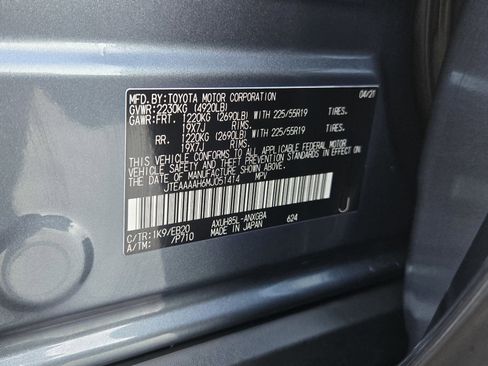 MFD.BY:TOYOTA MOTOR CORPORATION 04/21
GVWR:2230KG (4920LB)
GAWR:FRT. 1220KG (2690LB) WITH 225/55R19 TIRES.
19X7J RIMS.
RR. 1220KG (2690LB) WITH 225/55R19 TIRES.
19X7J RIMS.
THIS VEHICLE CONFORMS TO ALL APPLICABLE FEDERAL MOTOR
VEHICLE SAFETY AND THEFT PREVENTION STANDARDS IN EFFECT ON
THE DATE OF MANUFACTURE SHOWN ABOVE.
JTEAAAAH6MJ051414 MPV
C/TR:1K9/EB20 AXUH85L-ANXGBA 624 J
A/TM: /P710 MADE IN JAPAN